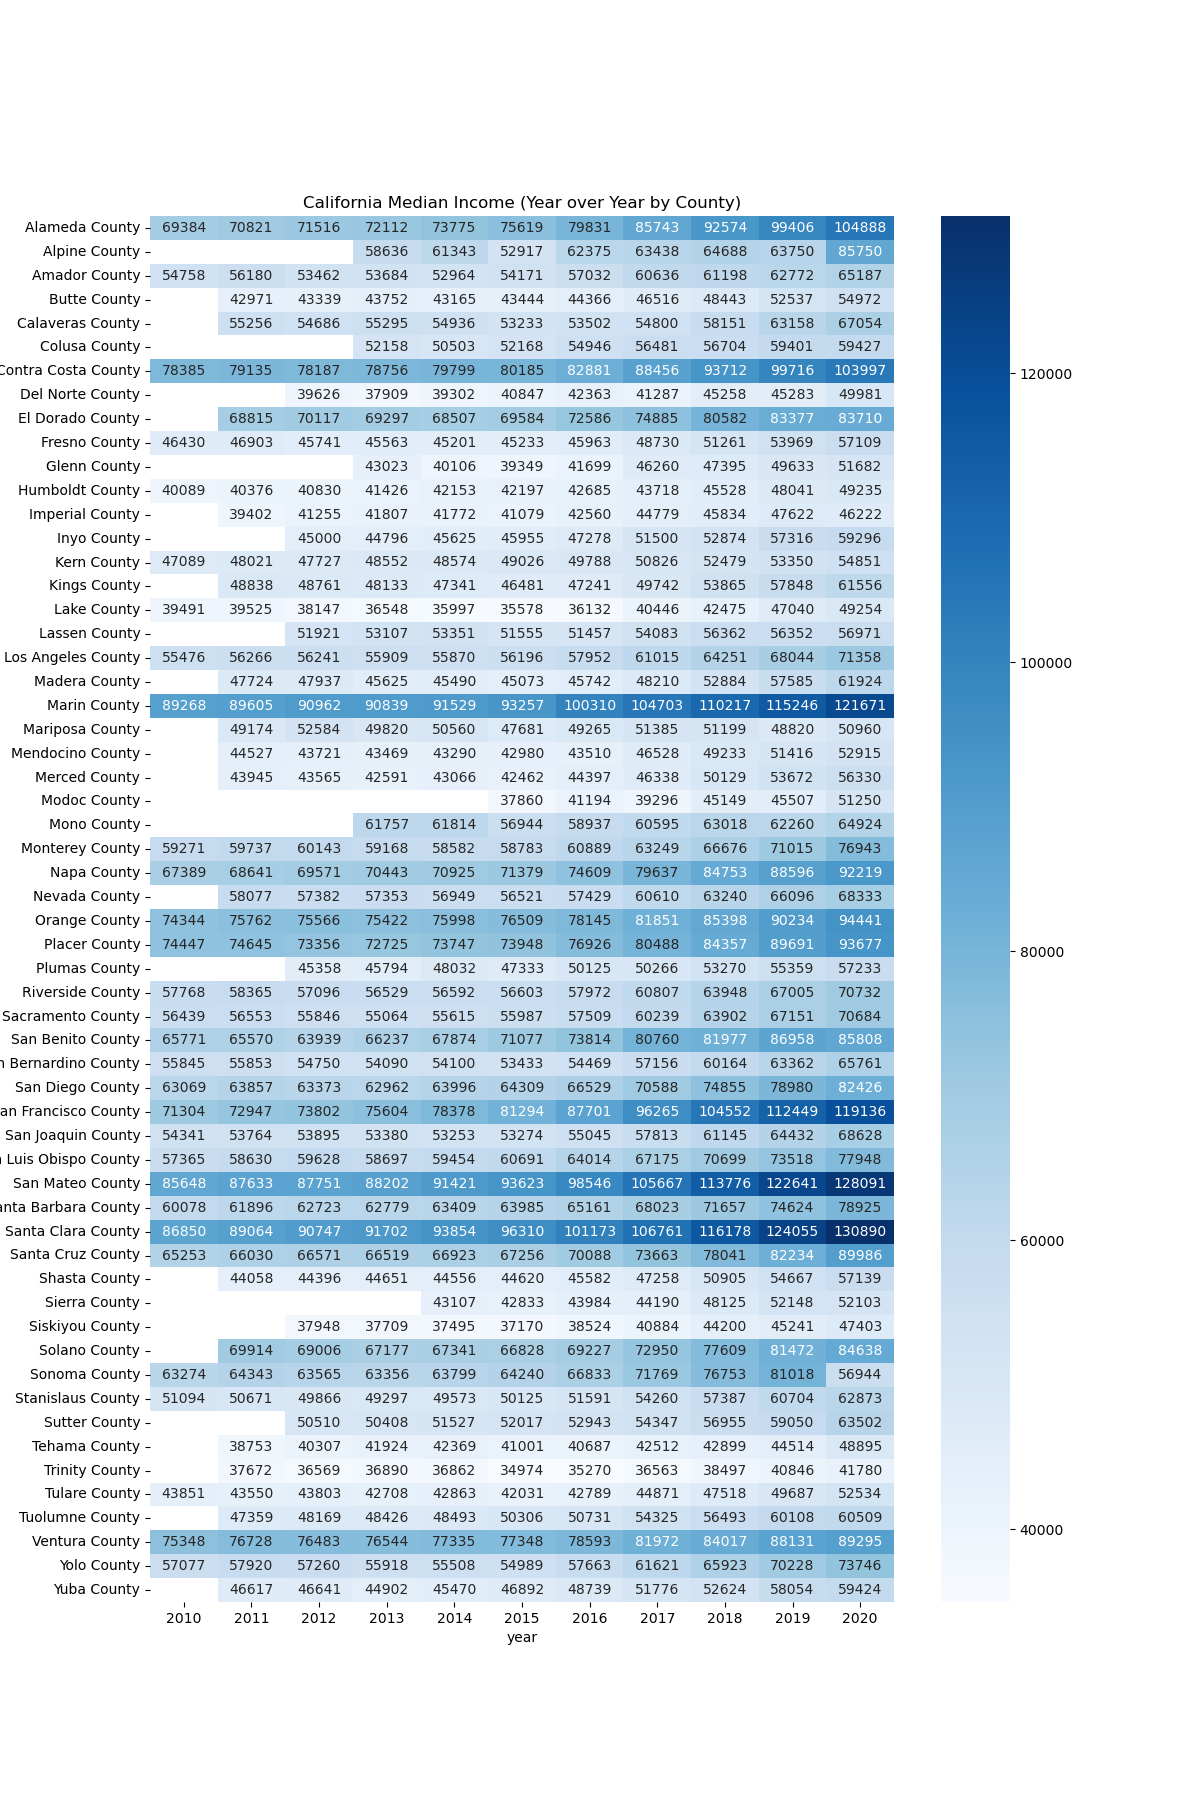 California Median Income (Year over Year by County)
Alameda County 69384 70821 71516 72112 73775 75619 79831 85743 92574 99406 104888
Alpine County 58636 61343 52917 62375 63438 64688 63750 85750
Amador County 54758 56180 53462 53684 52964 54171 57032 60636 61198 62772 65187
Butte County 42971 43339 43752 43165 43444 44366 46516 48443 52537 54972
Calaveras County 55256 54686 55295 54936 53233 53502 54800 58151 63158 67054
Colusa County 52158 50503 52168 54946 56481 56704 59401 59427
Contra Costa County 78385 79135 78187 78756 79799 80185 82881 88456 93712 99716 103997
120000
Del Norte County 39626 37909 39302 40847 42363 41287 45258 45283 49981
El Dorado County 68815 70117 69297 68507 69584 72586 74885 80582 83377 83710
Fresno County 46430 46903 45741 45563 45201 45233 45963 48730 51261 53969 57109
Glenn County 43023 40106 39349 41699 46260 47395 49633 51682
Humboldt County 40089 40376 40830 41426 42153 42197 42685 43718 45528 48041 49235
Imperial County 39402 41255 41807 41772 41079 42560 44779 45834 47622 46222
Inyo County 45000 44796 45625 45955 47278 51500 52874 57316 59296
Kern County 47089 48021 47727 48552 48574 49026 49788 50826 52479 53350 54851
Kings County 48838 48761 48133 47341 46481 47241 49742 53865 57848 61556
Lake County 39491 39525 38147 36548 35997 35578 36132 40446 42475 47040 49254
Lassen County 51921 53107 53351 51555 51457 54083 56362 56352 56971
Los Angeles County 55476 56266 56241 55909 55870 56196 57952 61015 64251 68044 71358
100000
Madera County 47724 47937 45625 45490 45073 45742 48210 52884 57585 61924
Marin County 89268 89605 90962 90839 91529 93257 100310 104703 110217 115246 121671
Mariposa County 49174 52584 49820 50560 47681 49265 51385 51199 48820 50960
Mendocino County 44527 43721 43469 43290 42980 43510 46528 49233 51416 52915
Merced County 43945 43565 42591 43066 42462 44397 46338 50129 53672 56330
Modoc County 37860 41194 39296 45149 45507 51250
Mono County 61757 61814 56944 58937 60595 63018 62260 64924
Monterey County 59271 59737 60143 59168 58582 58783 60889 63249 66676 71015 76943
Napa County 67389 68641 69571 70443 70925 71379 74609 79637 84753 88596 92219
Nevada County 58077 57382 57353 56949 56521 57429 60610 63240 66096 68333
Orange County 74344 75762 75566 75422 75998 76509 78145 81851 85398 90234 94441
Placer County 74447 74645 73356 72725 73747 73948 76926 80488 84357 89691 93677
80000
Plumas County 45358 45794 48032 47333 50125 50266 53270 55359 57233
Riverside County 57768 58365 57096 56529 56592 56603 57972 60807 63948 67005 70732
Sacramento County 56439 56553 55846 55064 55615 55987 57509 60239 63902 67151 70684
San Benito County 65771 65570 63939 66237 67874 71077 73814 80760 81977 86958 85808
n Bernardino County 55845 55853 54750 54090 54100 53433 54469 57156 60164 63362 65761
San Diego County 63069 63857 63373 62962 63996 64309 66529 70588 74855 78980 82426
an Francisco County 71304 72947 73802 75604 78378 81294 87701 96265 104552 112449 119136
San Joaquin County 54341 53764 53895 53380 53253 53274 55045 57813 61145 64432 68628
Luis Obispo County 57365 58630 59628 58697 59454 60691 64014 67175 70699 73518 77948
San Mateo County 85648 87633 87751 88202 91421 93623 98546 105667 113776 122641 128091
nta Barbara County 60078 61896 62723 62779 63409 63985 65161 68023 71657 74624 78925
Santa Clara County 86850 89064 90747 91702 93854 96310 101173 106761 116178 124055 130890
60000
Santa Cruz County 65253 66030 66571 66519 66923 67256 70088 73663 78041 82234 89986
Shasta County 44058 44396 44651 44556 44620 45582 47258 50905 54667 57139
Sierra County 43107 42833 43984 44190 48125 52148 52103
Siskiyou County 37948 37709 37495 37170 38524 40884 44200 45241 47403
Solano County 69914 69006 67177 67341 66828 69227 72950 77609 81472 84638
Sonoma County 63274 64343 63565 63356 63799 64240 66833 71769 76753 81018 56944
Stanislaus County 51094 50671 49866 49297 49573 50125 51591 54260 57387 60704 62873
Sutter County 50510 50408 51527 52017 52943 54347 56955 59050 63502
Tehama County 38753 40307 41924 42369 41001 40687 42512 42899 44514 48895
Trinity County 37672 36569 36890 36862 34974 35270 36563 38497 40846 41780
Tulare County 43851 43550 43803 42708 42863 42031 42789 44871 47518 49687 52534
Tuolumne County 47359 48169 48426 48493 50306 50731 54325 56493 60108 60509
40000
Ventura County 75348 76728 76483 76544 77335 77348 78593 81972 84017 88131 89295
Yolo County 57077 57920 57260 55918 55508 54989 57663 61621 65923 70228 73746
Yuba County 46617 46641 44902 45470 46892 48739 51776 52624 58054 59424
2010 2011 2012 2013 2014 2015 2016 2017 2018 2019 2020
year